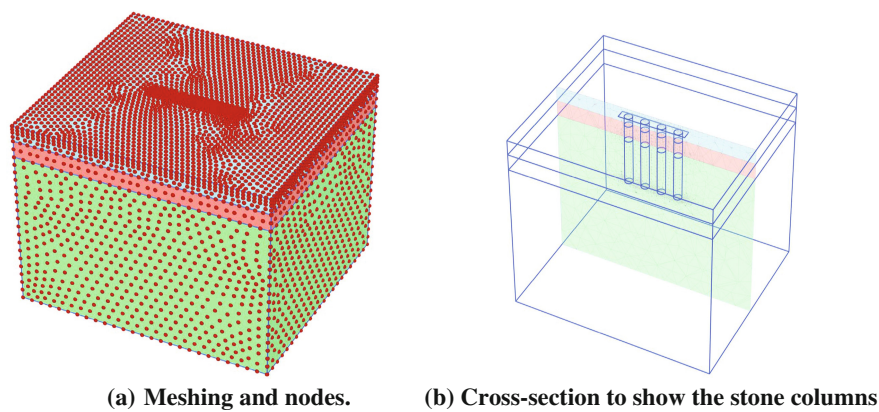 (a) Meshing and nodes.
(b) Cross-section to show the stone columns